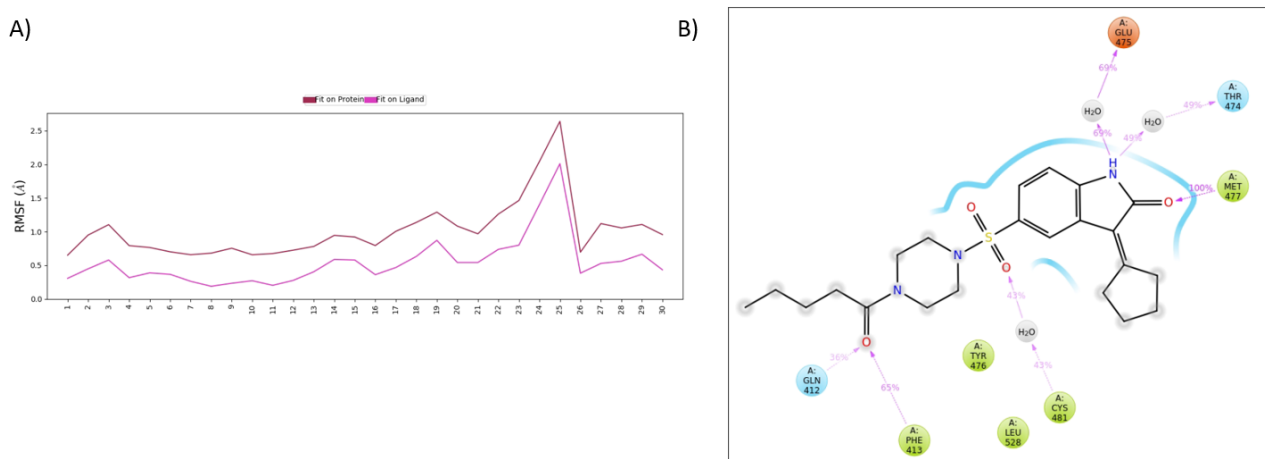 A)
Fit on Protein Fit on Ligand
RMSF (Å)
2.5
2.0
1.5
1.0
0.5
0.0
1 2 3 4 5 6 7 8 9 10 11 12 13 14 15 16 17 18 19 20 21 22 23 24 25 26 27 28 29 30
B)
A:
GLU
475
69%
H₂O
69%
A:
THR
474
49%
H₂O
49%
H
N
A:
MET
477
100%
O
O
S
O
N
N
O
43%
H₂O
43%
A:
TYR
476
36%
A:
GLN
412
65%
A:
PHE
413
A:
LEU
528
A:
CYS
481